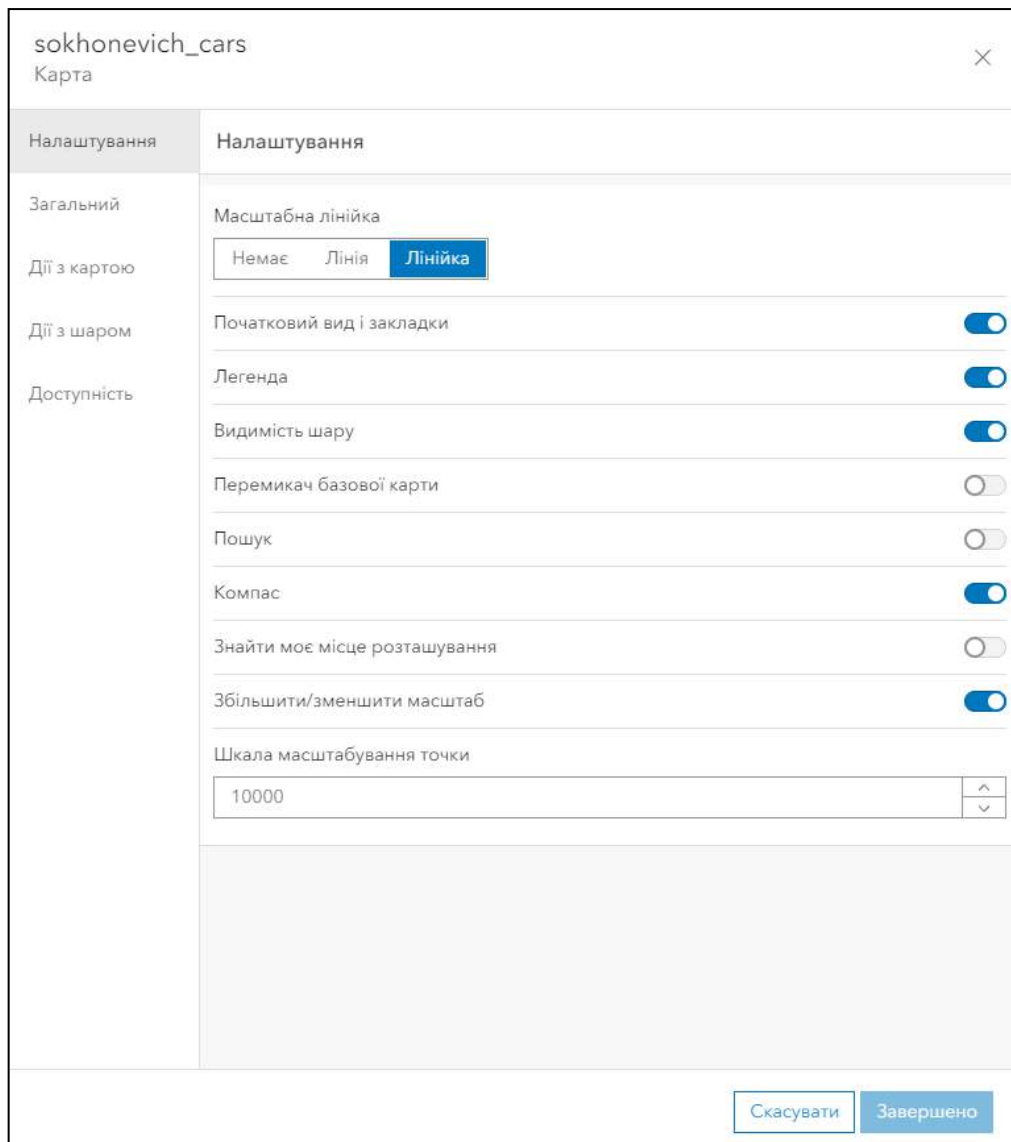 sokhonevich_cars
Карта
Налаштування
Загальний
Дії з картою
Дії з шаром
Доступність
Налаштування
Масштабна лінійка
Немає Лінія Лінійка
Початковий вид і закладки
Легенда
Видимість шару
Перемикач базової карти
Пошук
Компас
Знайти моє місце розташування
Збільшити/зменшити масштаб
Шкала масштабування точки
10000
Скасувати Завершено